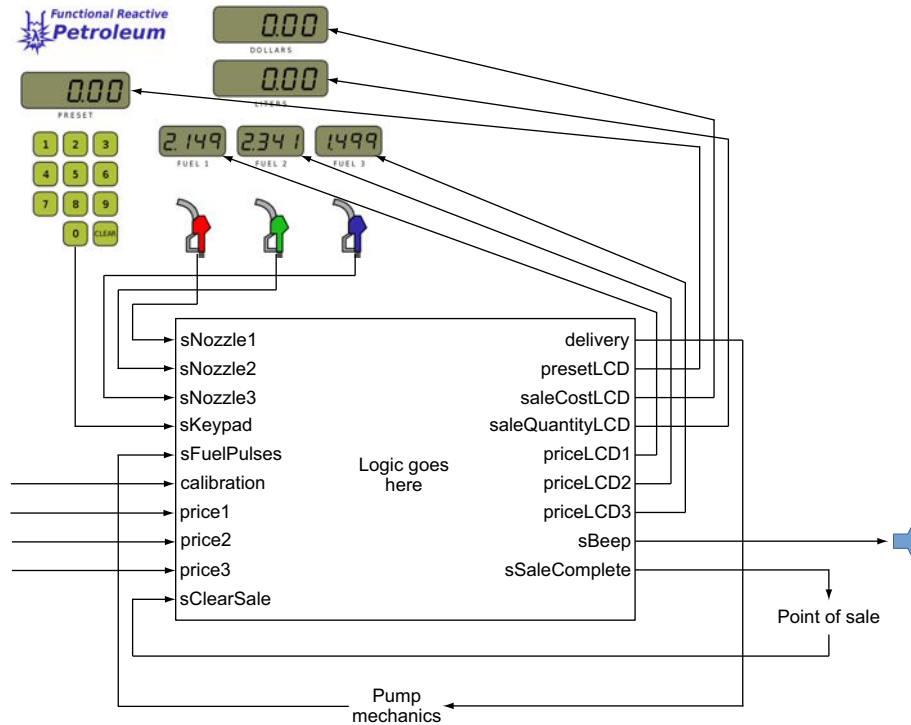 Functional Reactive
Petroleum
0.00
DOLLARS
0.00
LITERS
0.00
PRESET
1 2 3
4 5 6
7 8 9
0 CLEAR
2.149 2.341 1.499
FUEL 1 FUEL 2 FUEL 3
sNozzle1 delivery
sNozzle2 presetLCD
sNozzle3 saleCostLCD
sKeypad saleQuantityLCD
sFuelPulses priceLCD1
Logic goes
here
calibration priceLCD2
price1 priceLCD3
price2 sBeep
price3 sSaleComplete
sClearSale
Point of sale
Pump
mechanics